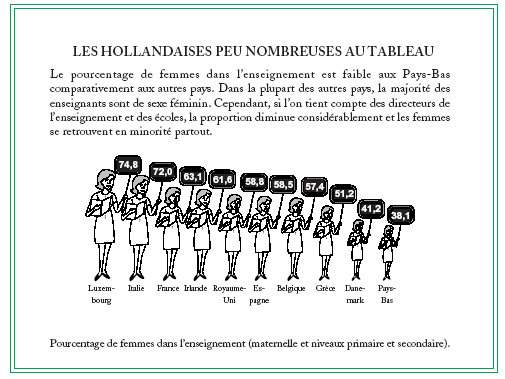 LES HOLLANDAISES PEU NOMBREUSES AU TABLEAU
Le pourcentage de femmes dans l'enseignement est faible aux Pays-Bas
comparativement aux autres pays. Dans la plupart des autres pays, la majorité des
enseignants sont de sexe féminin. Cependant, si l'on tient compte des directeurs de
l'enseignement et des écoles, la proportion diminue considérablement et les femmes
se retrouvent en minorité partout.
74,8 72,0 63,1 61,6 58,8 58,5 57,4 51,2 41,2 38,1
Luxem- Italie France Irlande Royaume- Es- Belgique Grèce Dane- Pays-
bourg Uni pagne mark Bas
Pourcentage de femmes dans l'enseignement (maternelle et niveaux primaire et secondaire).